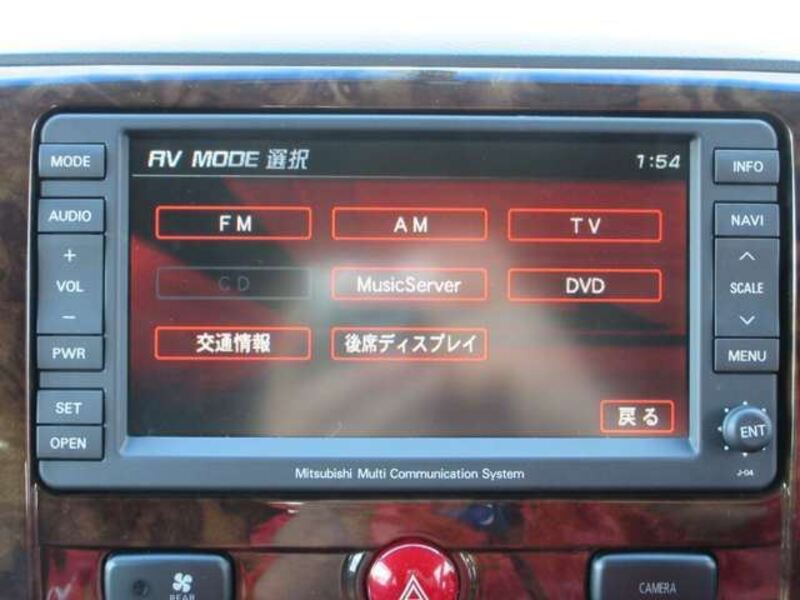 MODE
AUDIO
+
VOL
−
PWR
SET
OPEN
AV MODE 選択
1:54
FM
AM
TV
CD
MusicServer
DVD
交通情報
後席ディスプレイ
戻る
INFO
NAVI
SCALE
MENU
ENT
J-04
Mitsubishi Multi Communication System
REAR
CAMERA